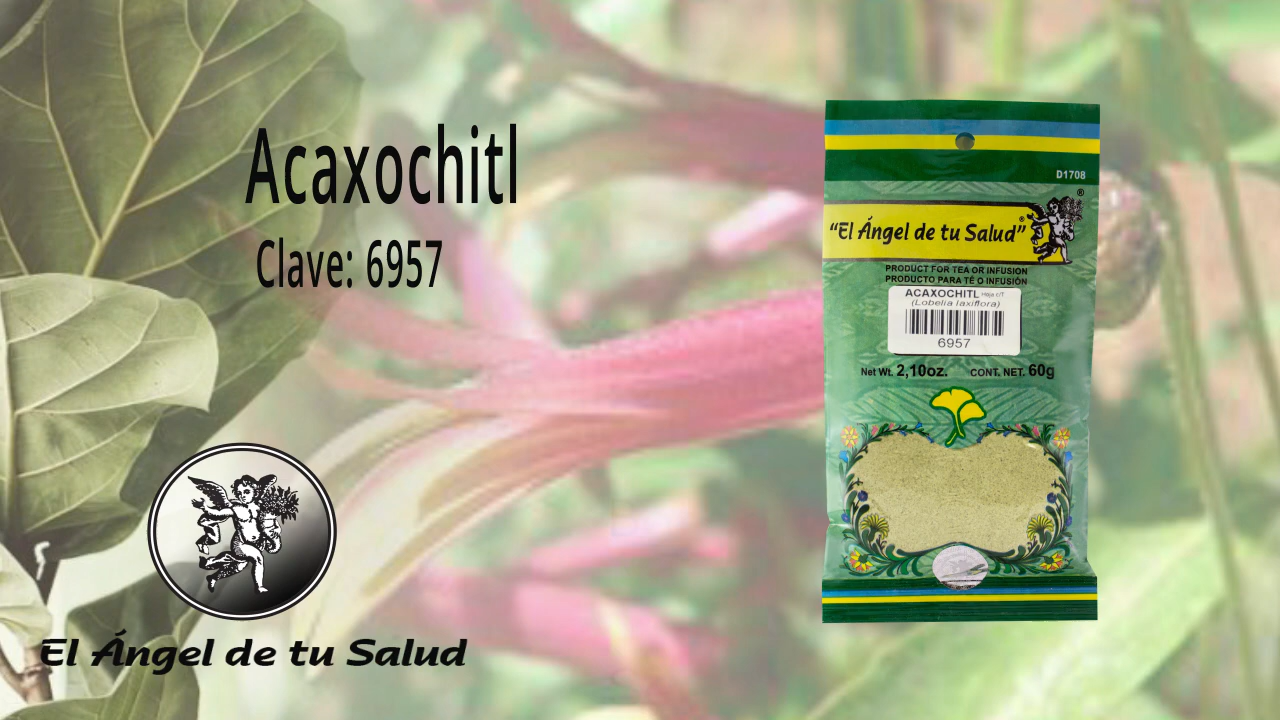 Acaxochitl
Clave: 6957
El Ángel de tu Salud
D1708
®
“El Ángel de tu Salud”®
PRODUCT FOR TEA OR INFUSION
PRODUCTO PARA TÉ O INFUSIÓN
ACAXOCHITL Hoja c/T
(Lobelia laxiflora)
6957
Net Wt. 2,10oz. CONT. NET. 60g